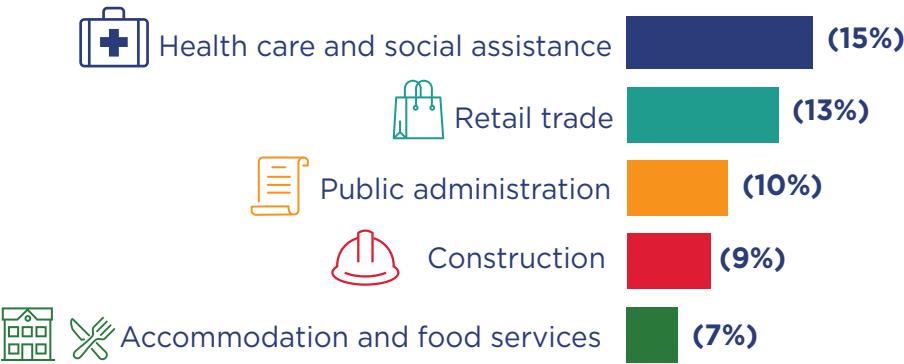 Health care and social assistance (15%)
Retail trade (13%)
Public administration (10%)
Construction (9%)
Accommodation and food services (7%)